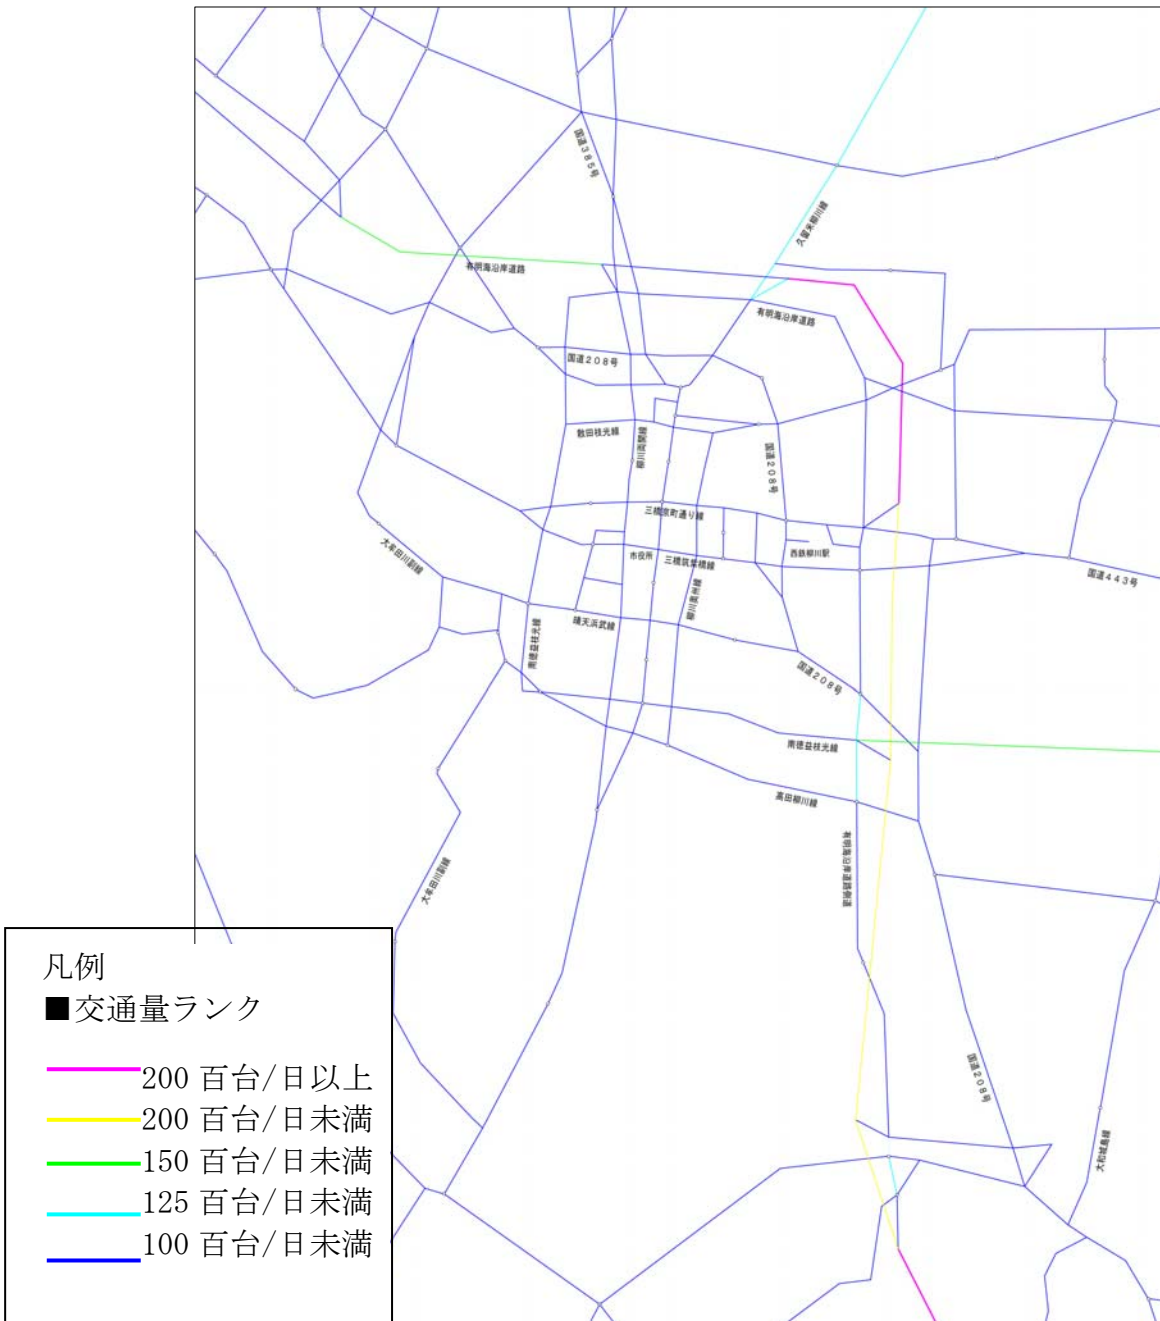 国道385号
久留米柳川線
有明海沿岸道路
有明海沿岸道路
国道208号
敷田枝光線
柳川両開線
国道208号
三橋京町通り線
大牟田川副線
市役所
三橋筑紫橋線
西鉄柳川駅
国道443号
柳川奥州線
晴天浜武線
南徳益枝光線
国道208号
南徳益枝光線
高田柳川線
大牟田川副線
国道208号
大和城島線
凡例
■交通量ランク
200 百台/日以上
200 百台/日未満
150 百台/日未満
125 百台/日未満
100 百台/日未満